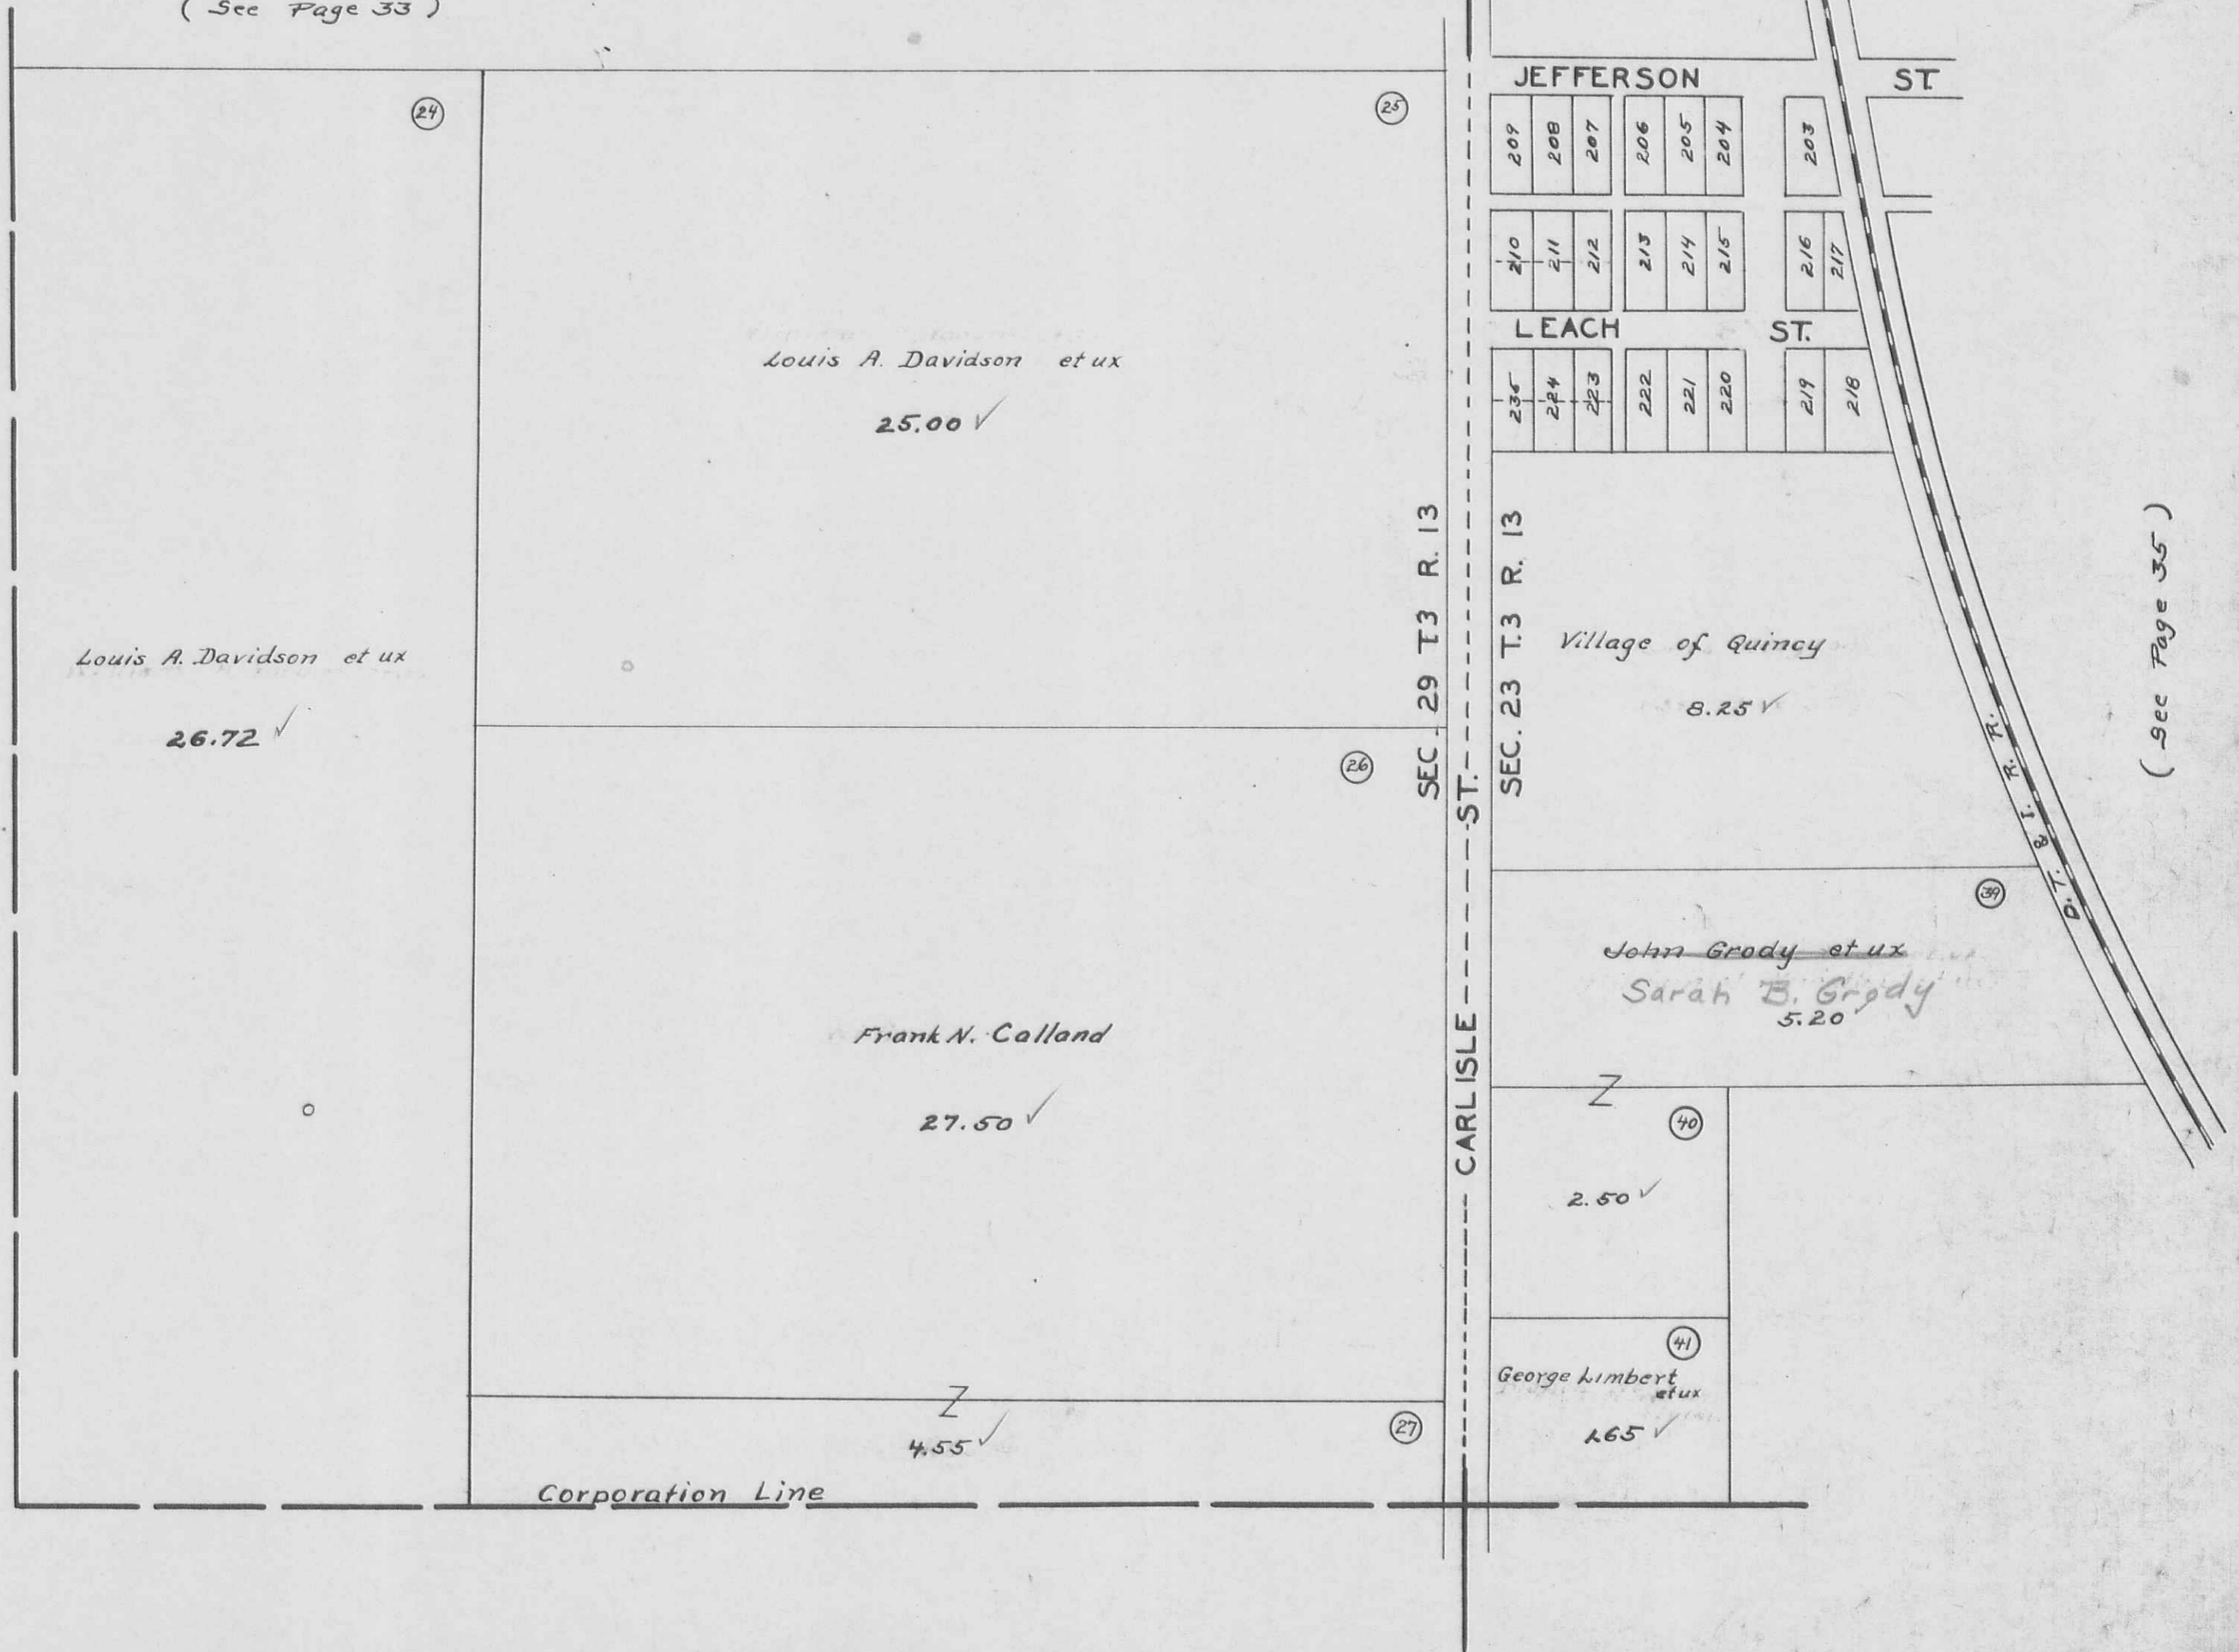 ( See Page 33 )
JEFFERSON ST.
24
25
209 208 207 206 205 204 203
210 211 212 213 214 215 216 217
LEACH ST.
224 223 222 221 220 219 218
Louis A. Davidson et ux
25.00 ✓
Louis A. Davidson et ux
26.72 ✓
SEC. 29 T.3 R. 13
CARLISLE ST.
SEC. 23 T.3 R. 13
Village of Quincy
8.25 ✓
( See Page 35 )
D. T. & I. R. R.
26
Frank N. Calland
27.50 ✓
39
John Grody et ux
Sarah B. Grody
5.20
Z
40
2.50 ✓
41
George Limbert
et ux
1.65 ✓
Z
27
4.55 ✓
Corporation Line